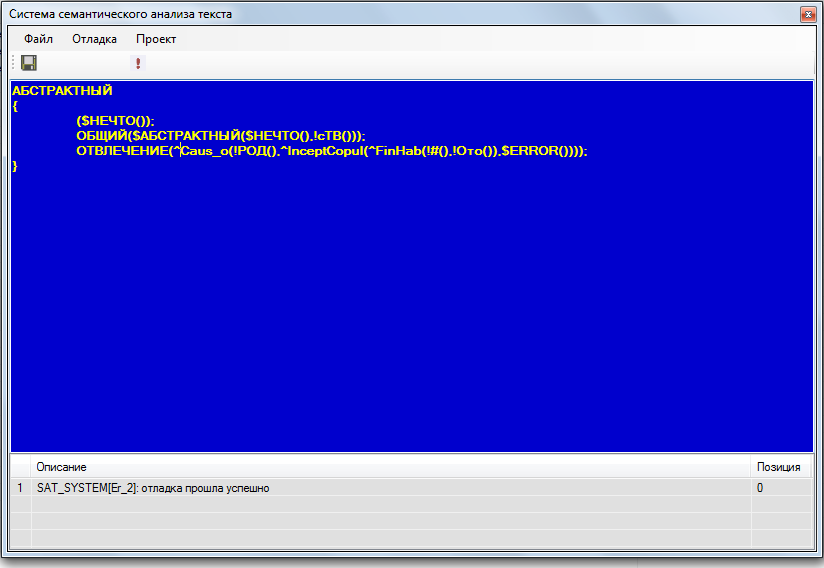 Система семантического анализа текста
Файл Отладка Проект
АБСТРАКТНЫЙ
{
($НЕЧТО());
ОБЩИЙ($АБСТРАКТНЫЙ($НЕЧТО(),!сТВ()));
ОТВЛЕЧЕНИЕ(^Caus_o(!РОД(),^InceptCopul(^FinHab(!#(),!Ото()),$ERROR())));
}
Описание Позиция
1 SAT_SYSTEM[Er_2]: отладка прошла успешно 0